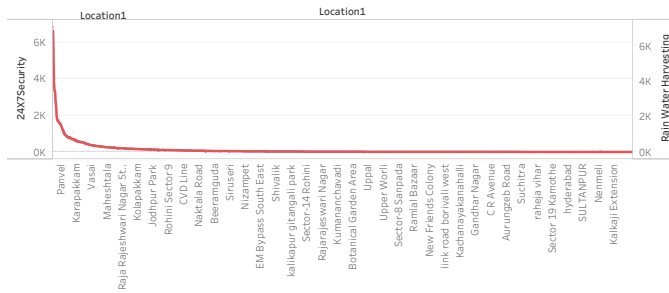 Location1
Location1
24X7Security
6K
4K
2K
0K
6K
4K
2K
0K
Rain Water Harvesting
Panvel
Karapakkam
Vasai
Maheshtala
Raja Rajeshwari Nagar St..
Kolapakkam
Jodhpur Park
Rohini Sector 9
CVD Line
Naktala Road
Beeramguda
Siruseri
Nizampet
EM Bypass South East
Shivalik
kalikapur gitangali park
Sector-14 Rohini
Rajarajeswari Nagar
Kumananchavadi
Botanical Garden Area
Uppal
Upper Worli
Sector-8 Sanpada
Ramlal Bazaar
New Friends Colony
link road borivali west
Kachanayakanahalli
Gandhar Nagar
C R Avenue
Aurungzeb Road
Suchitra
raheja vihar
Sector 19 Kamothe
hyderabad
SULTANPUR
Nenmeli
Kalkaji Extension